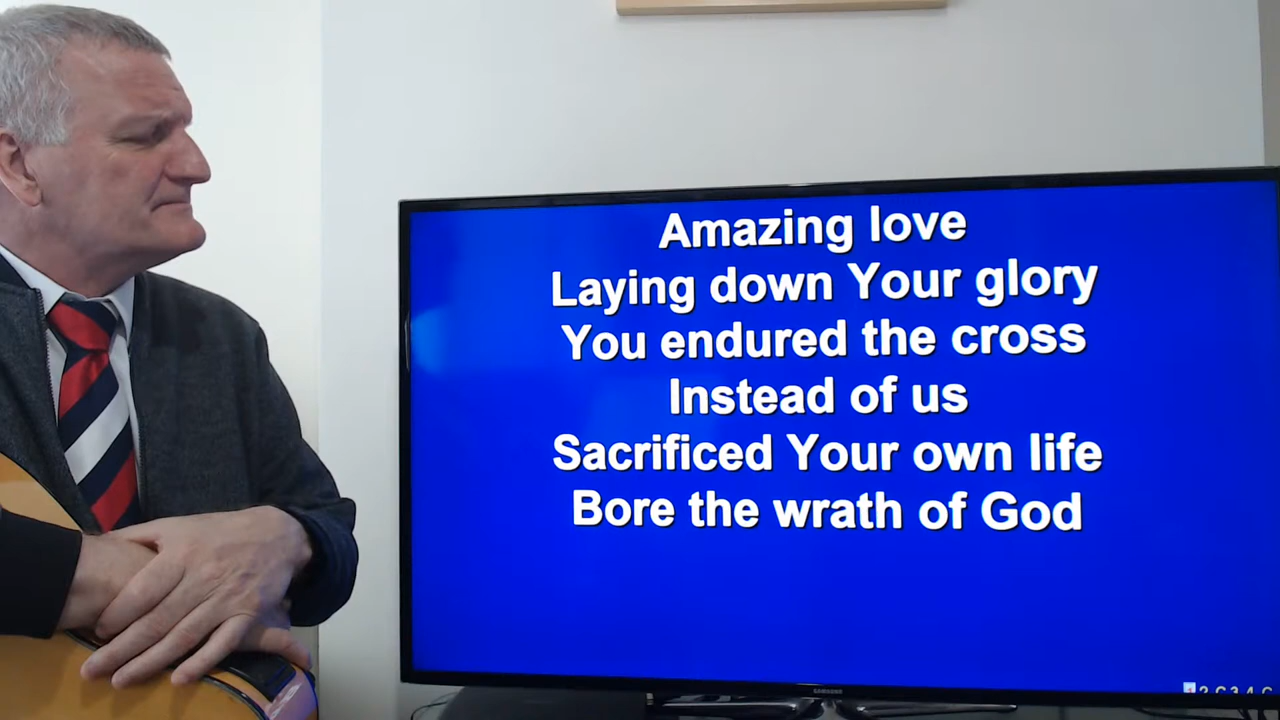 Amazing love
Laying down Your glory
You endured the cross
Instead of us
Sacrificed Your own life
Bore the wrath of God
SAMSUNG